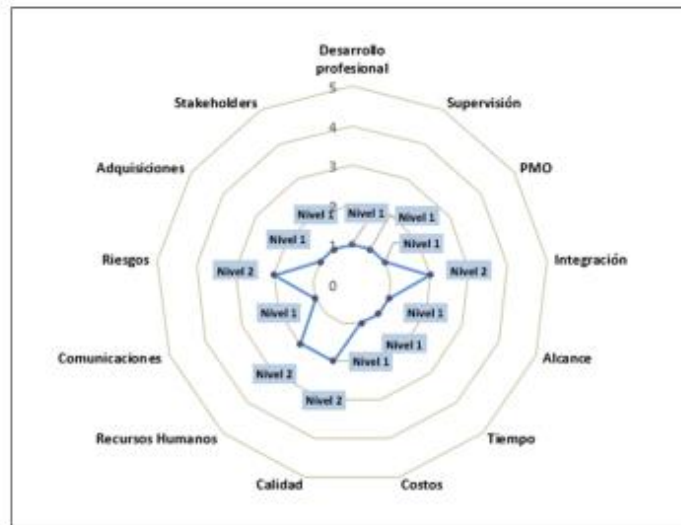 Desarrollo
profesional
5
Stakeholders
Supervisión
4
Adquisiciones
PMO
3
2
Nivel 1
Nivel 1
Nivel 1
Nivel 1
1
Nivel 1
Riesgos
Nivel 2
Nivel 2
Integración
0
Nivel 1
Nivel 1
Nivel 1
Comunicaciones
Nivel 1
Alcance
Nivel 2
Nivel 2
Recursos Humanos
Tiempo
Calidad
Costos